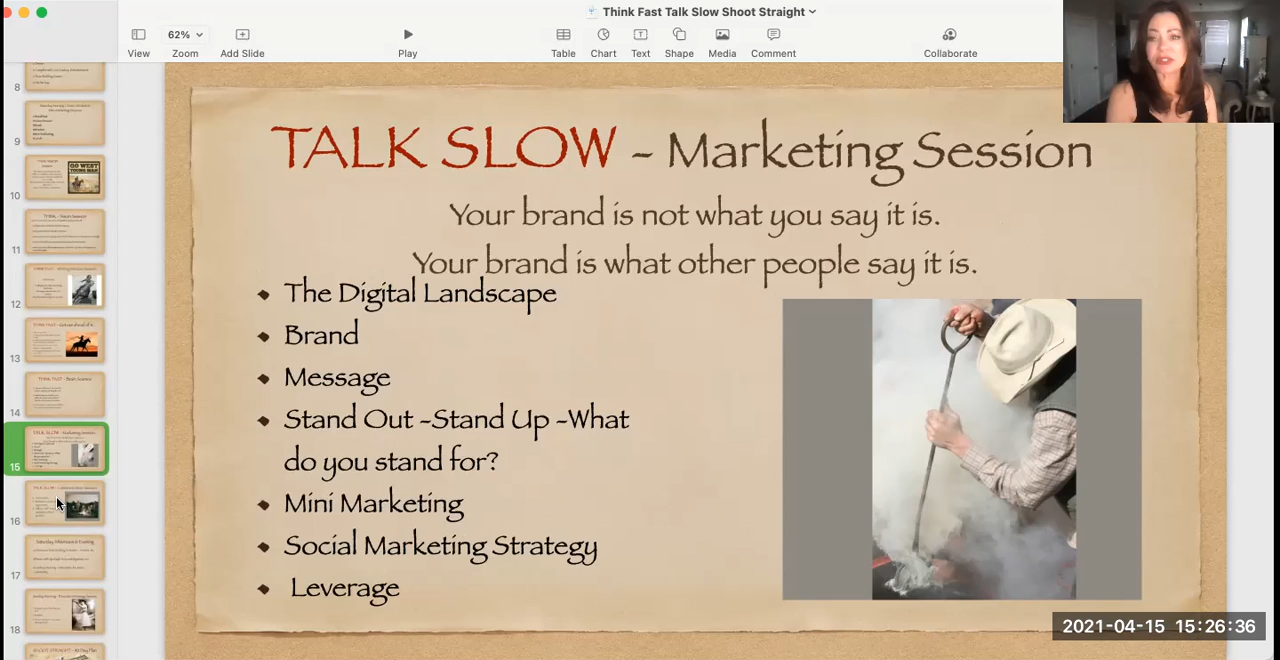 Think Fast Talk Slow Shoot Straight
62%
View
Zoom
Add Slide
Play
Table
Chart
Text
Shape
Media
Comment
Collaborate
8
9
10
GO WEST
YOUNG MAN
11
12
13
14
15
16
17
18
TALK SLOW - Marketing Session
Your brand is not what you say it is.
Your brand is what other people say it is.
The Digital Landscape
Brand
Message
Stand Out -Stand Up -What
do you stand for?
Mini Marketing
Social Marketing Strategy
Leverage
2021-04-15 15:26:36